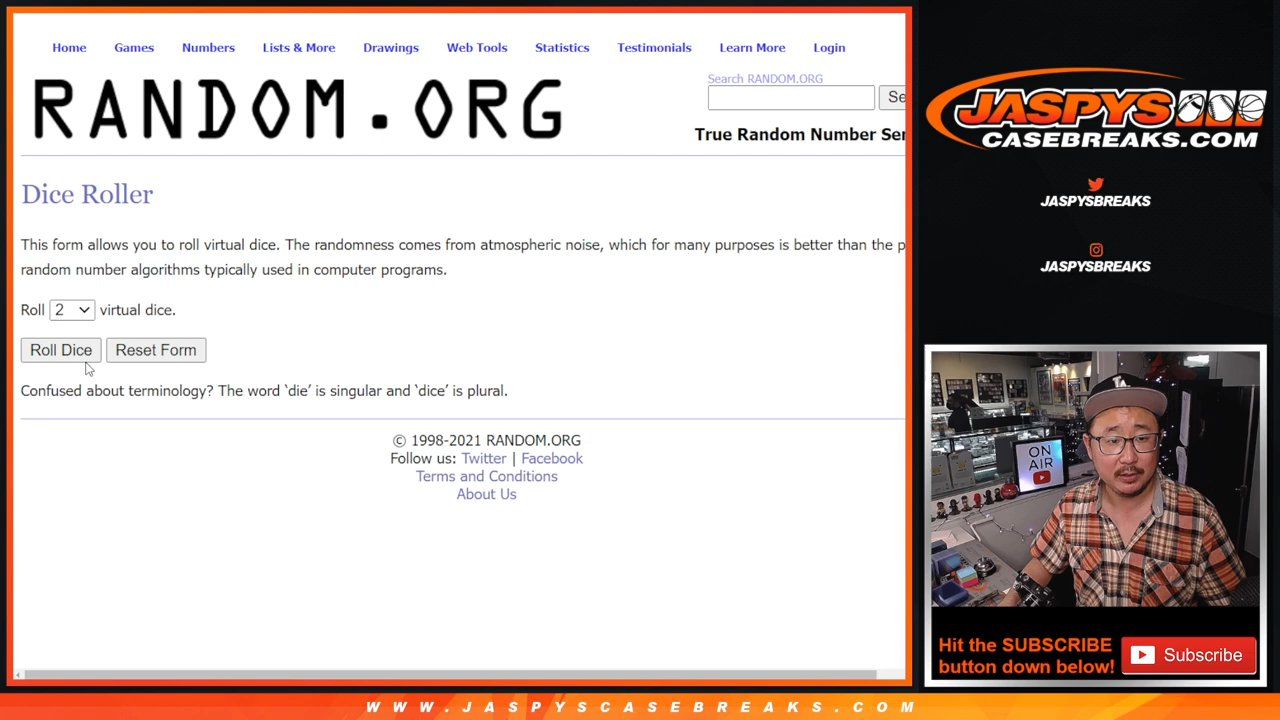 Home Games Numbers Lists & More Drawings Web Tools Statistics Testimonials Learn More Login
RANDOM.ORG
Search RANDOM.ORG
Se
True Random Number Ser
Dice Roller
This form allows you to roll virtual dice. The randomness comes from atmospheric noise, which for many purposes is better than the p
random number algorithms typically used in computer programs.
Roll 2 virtual dice.
Roll Dice Reset Form
Confused about terminology? The word ‘die’ is singular and ‘dice’ is plural.
© 1998-2021 RANDOM.ORG
Follow us: Twitter | Facebook
Terms and Conditions
About Us
JASPYS
CASEBREAKS.COM
JASPYSBREAKS
JASPYSBREAKS
ON
AIR
LA
Hit the SUBSCRIBE
button down below!
Subscribe
WWW.JASPYSCASEBREAKS.COM